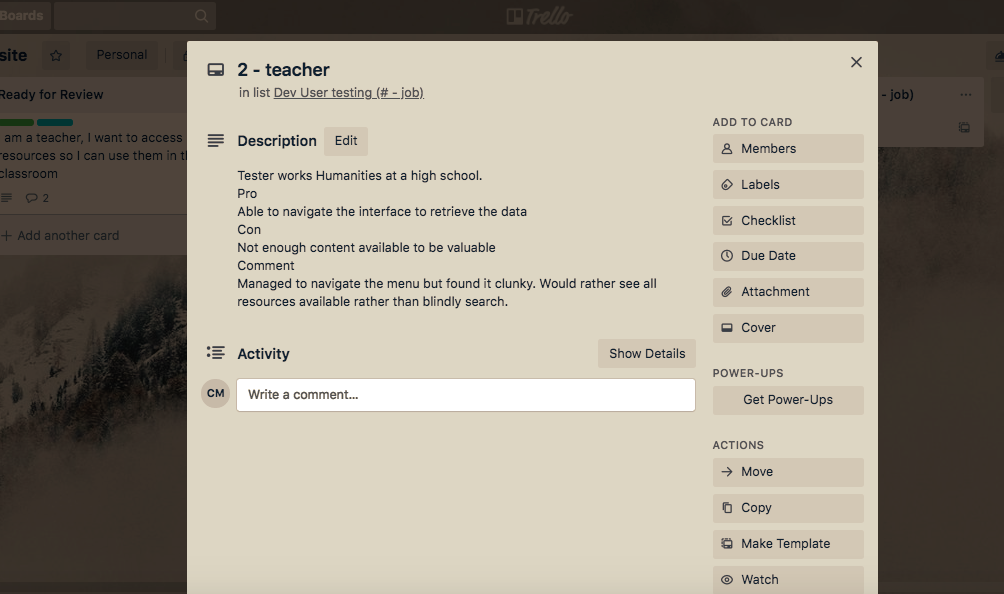 Boards
Trello
site
Personal
Ready for Review
am a teacher, I want to access
resources so I can use them in th
classroom
2
+ Add another card
- job)
2 - teacher
in list Dev User testing (# - job)
Description
Edit
Tester works Humanities at a high school.
Pro
Able to navigate the interface to retrieve the data
Con
Not enough content available to be valuable
Comment
Managed to navigate the menu but found it clunky. Would rather see all
resources available rather than blindly search.
Activity
Show Details
CM
Write a comment...
ADD TO CARD
Members
Labels
Checklist
Due Date
Attachment
Cover
POWER-UPS
Get Power-Ups
ACTIONS
Move
Copy
Make Template
Watch